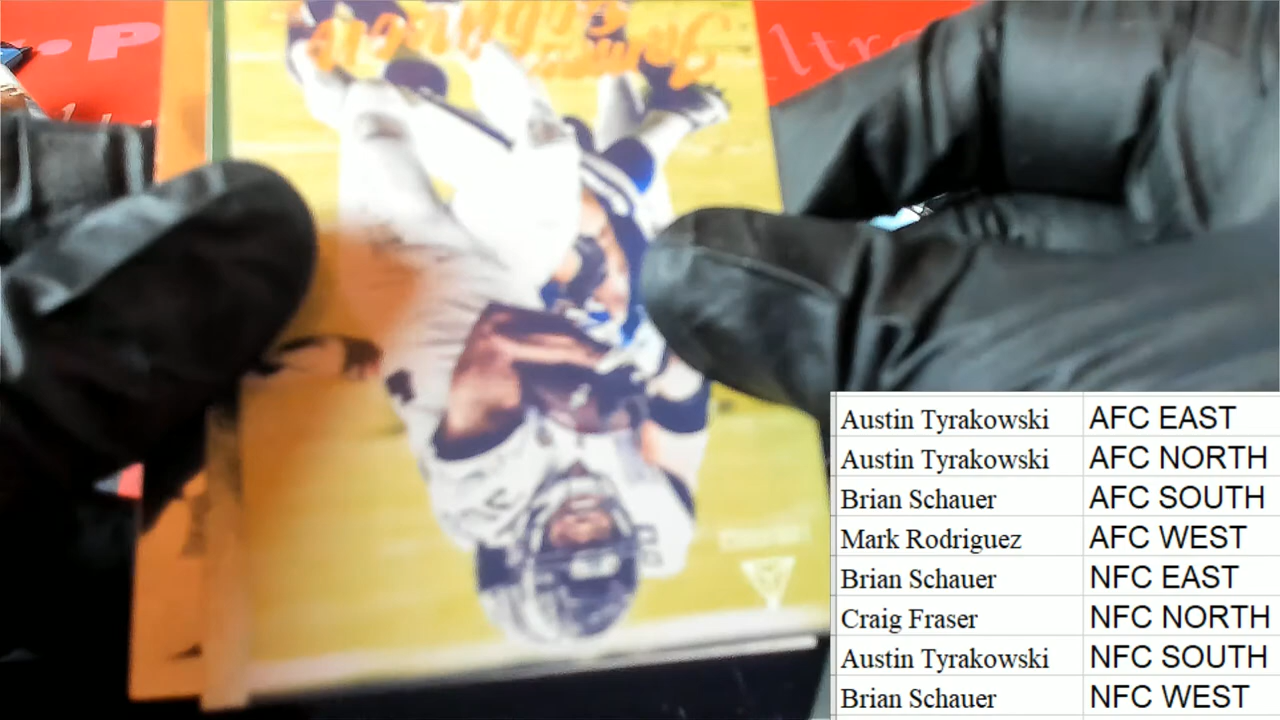 Austin Tyrakowski AFC EAST
Austin Tyrakowski AFC NORTH
Brian Schauer AFC SOUTH
Mark Rodriguez AFC WEST
Brian Schauer NFC EAST
Craig Fraser NFC NORTH
Austin Tyrakowski NFC SOUTH
Brian Schauer NFC WEST